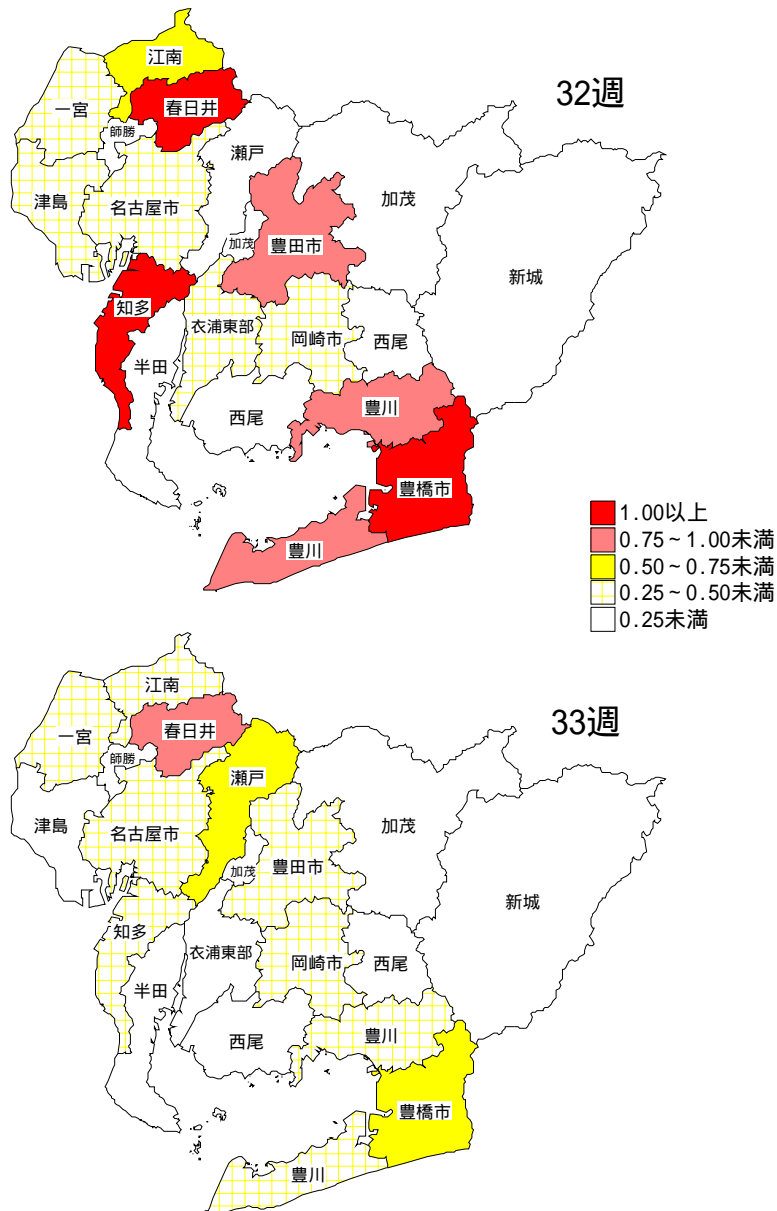 32週
江南
一宮
春日井
師勝
瀬戸
津島
名古屋市
加茂
加茂
豊田市
新城
知多
衣浦東部
岡崎市
西尾
半田
西尾
豊川
豊橋市
豊川
1.00以上
0.75~1.00未満
0.50~0.75未満
0.25~0.50未満
0.25未満
33週
江南
一宮
春日井
師勝
瀬戸
津島
名古屋市
加茂
加茂
豊田市
新城
知多
衣浦東部
岡崎市
西尾
半田
西尾
豊川
豊橋市
豊川